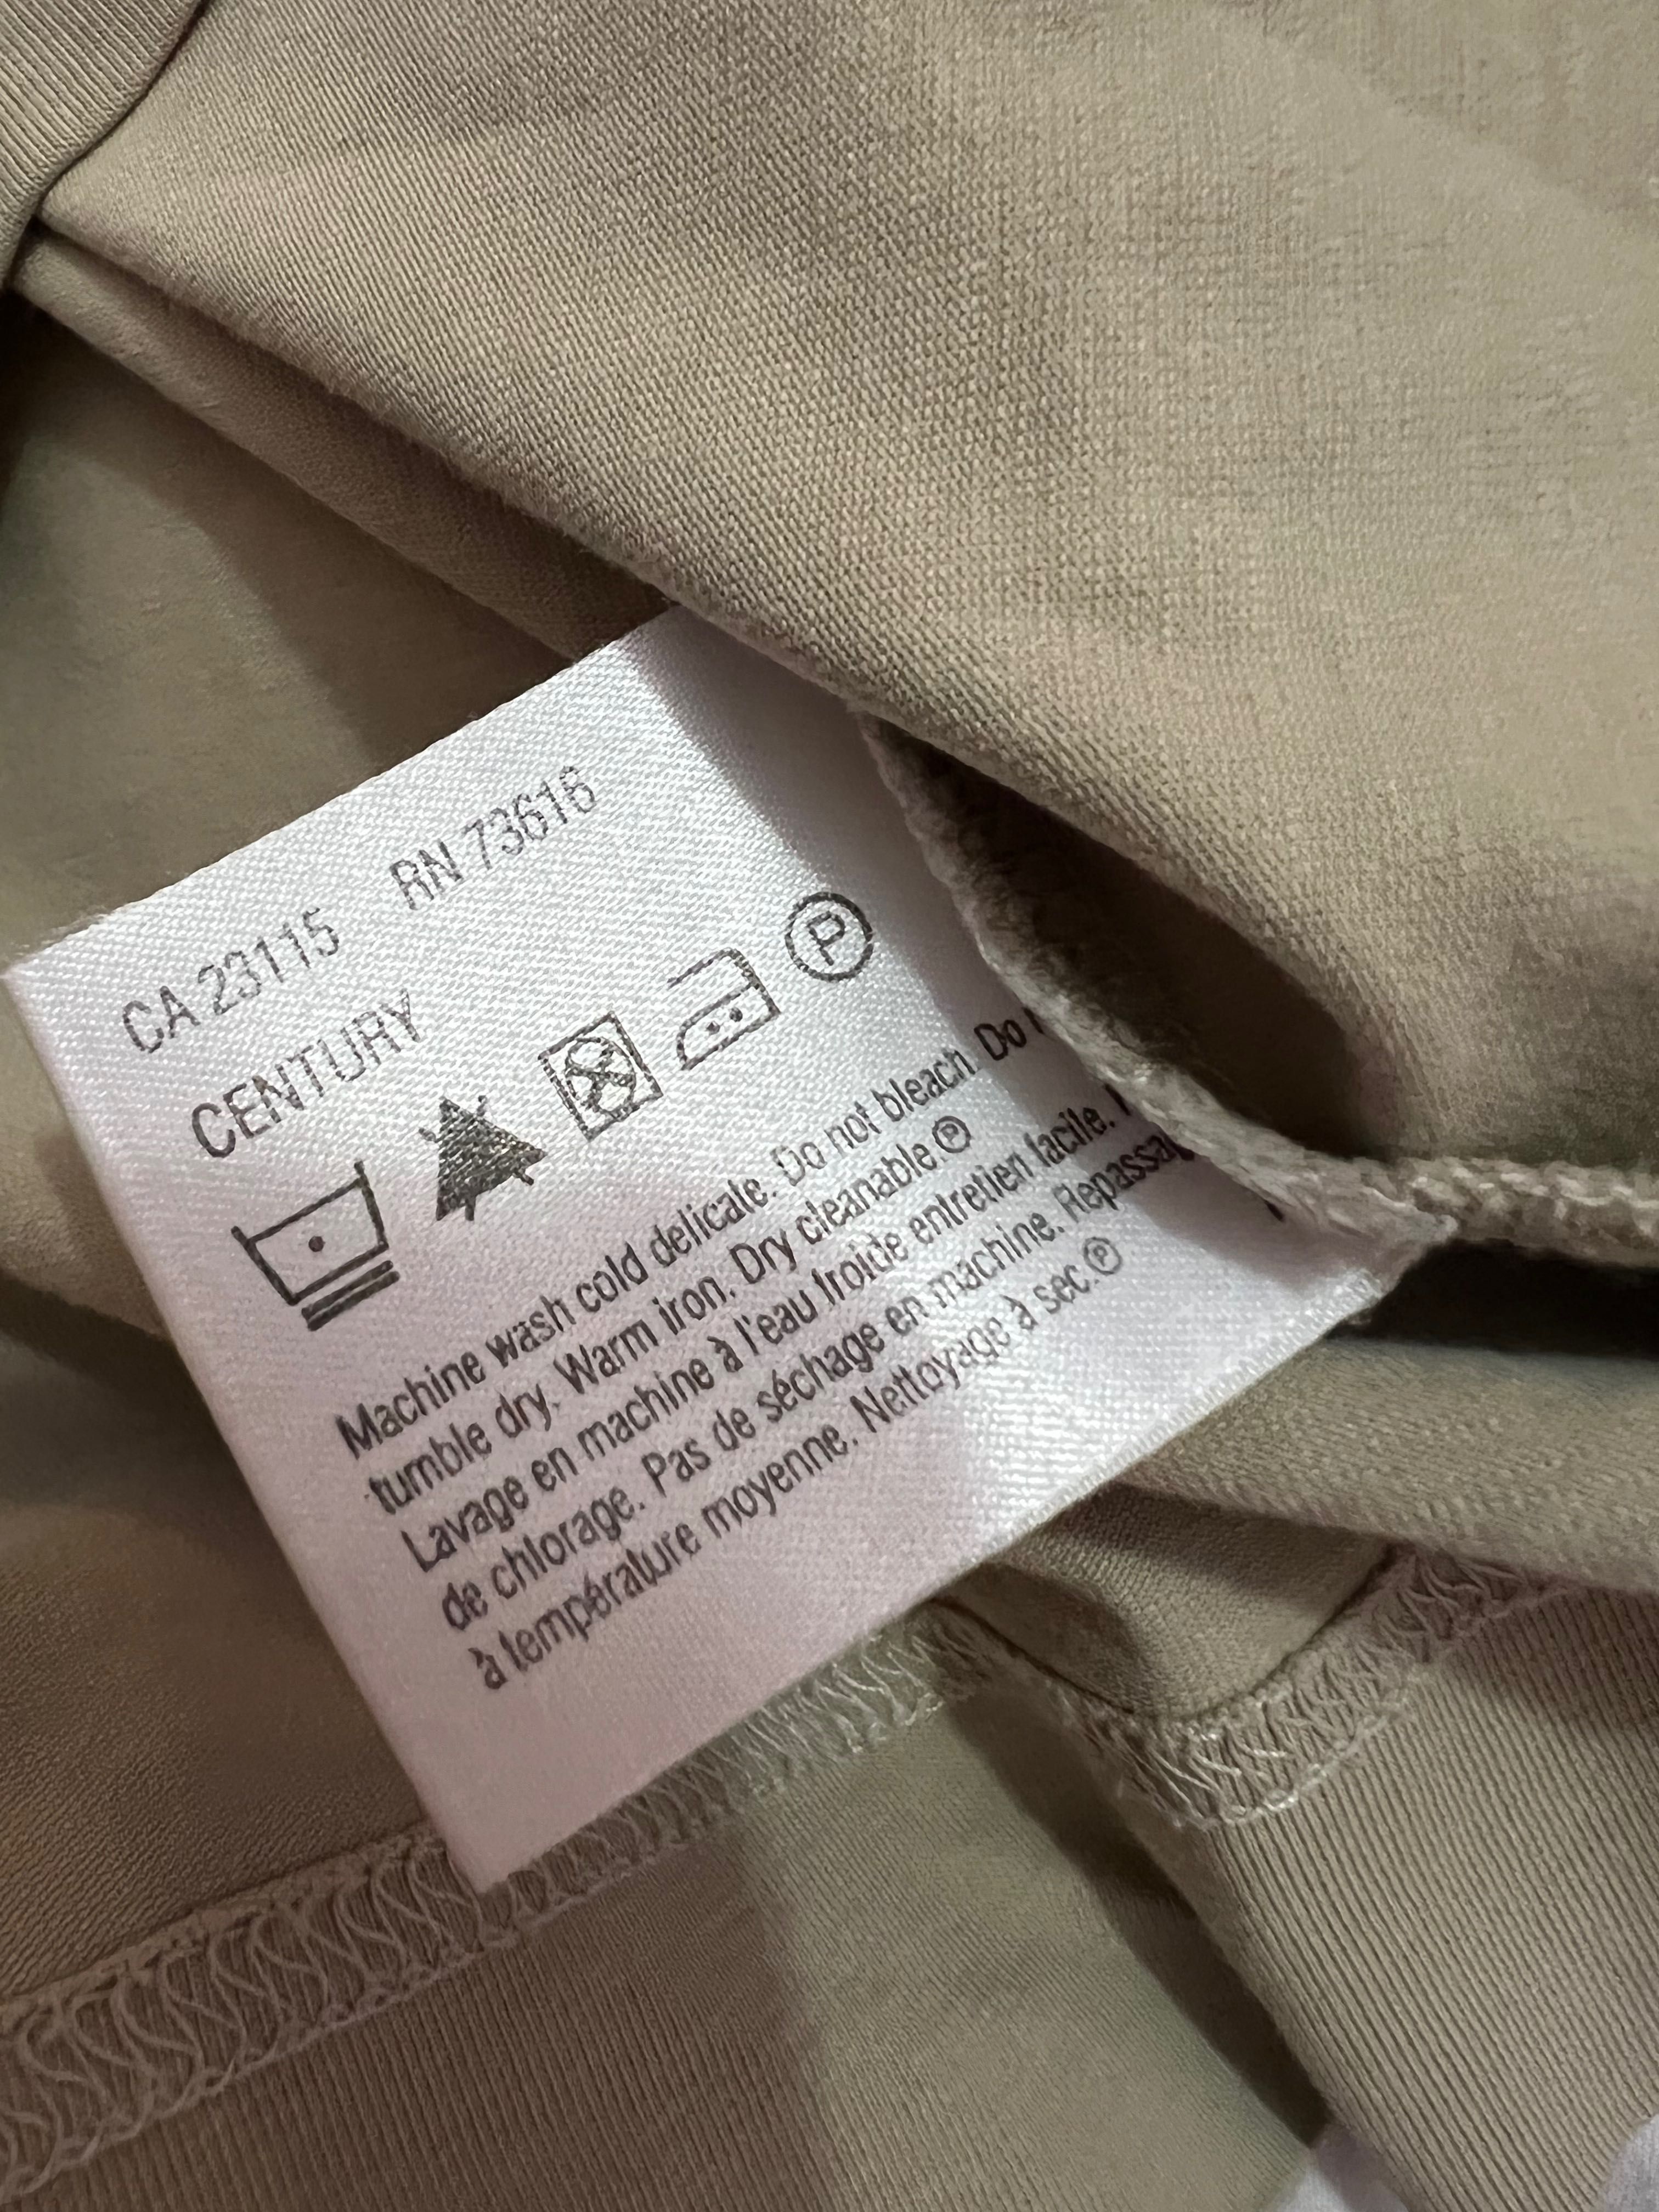 CA 23115 RN 73616
CENTURY
P
Machine wash cold delicate. Do not bleach. Do
tumble dry. Warm iron. Dry cleanable. Ⓟ
Lavage en machine à l'eau froide entretien facile.
de chlorage. Pas de séchage en machine. Repassag
à température moyenne. Nettoyage à sec. Ⓟ